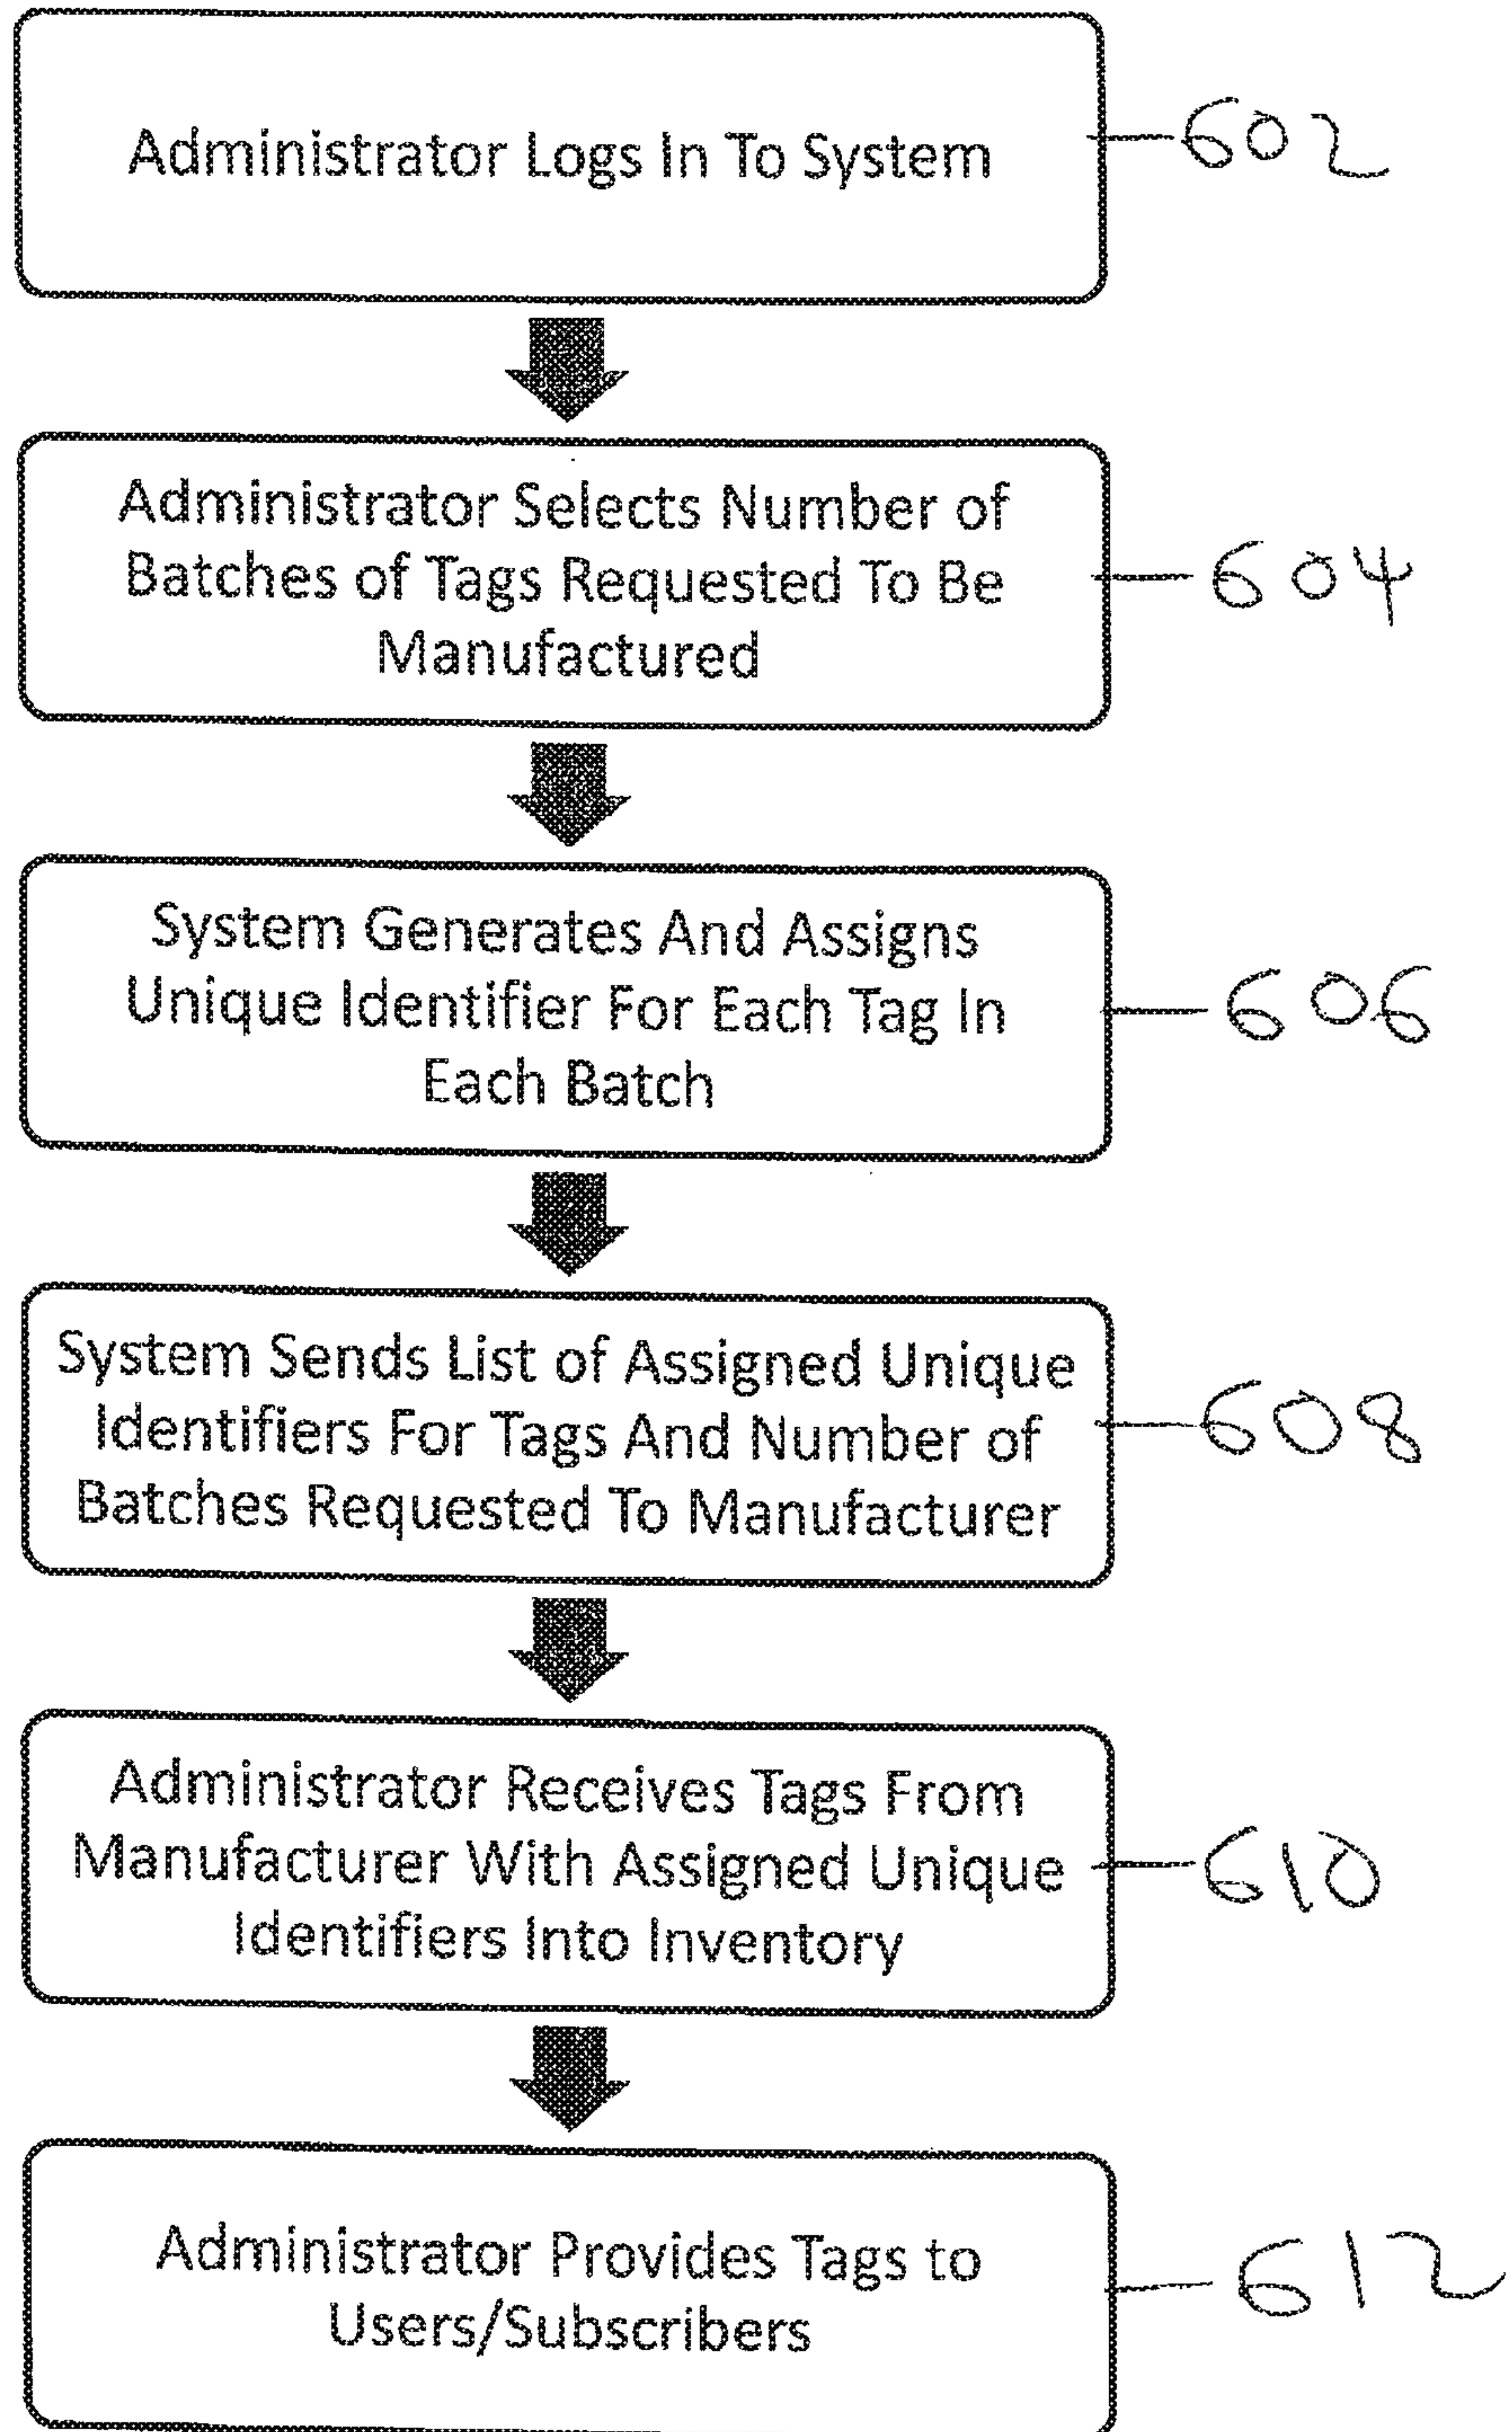 Administrator Logs In To System
602
Administrator Selects Number of
Batches of Tags Requested To Be
Manufactured
604
System Generates And Assigns
Unique Identifier For Each Tag In
Each Batch
606
System Sends List of Assigned Unique
Identifiers For Tags And Number of
Batches Requested To Manufacturer
608
Administrator Receives Tags From
Manufacturer With Assigned Unique
Identifiers Into Inventory
610
Administrator Provides Tags to
Users/Subscribers
612